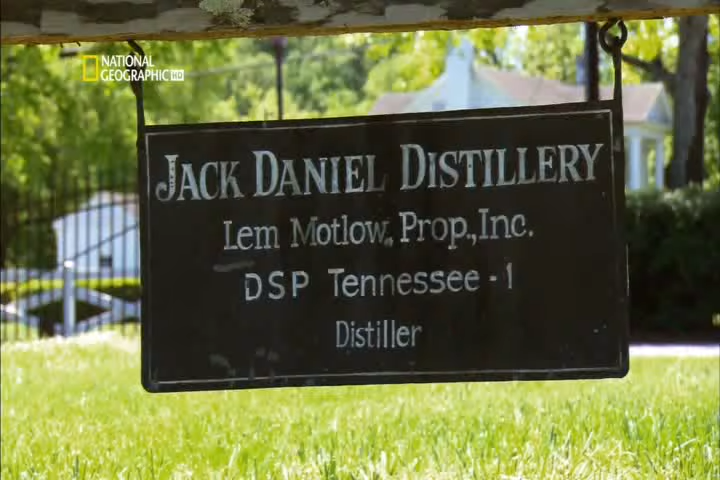 NATIONAL
GEOGRAPHIC HD
JACK DANIEL DISTILLERY
Lem Motlow, Prop., Inc.
DSP Tennessee - 1
Distiller